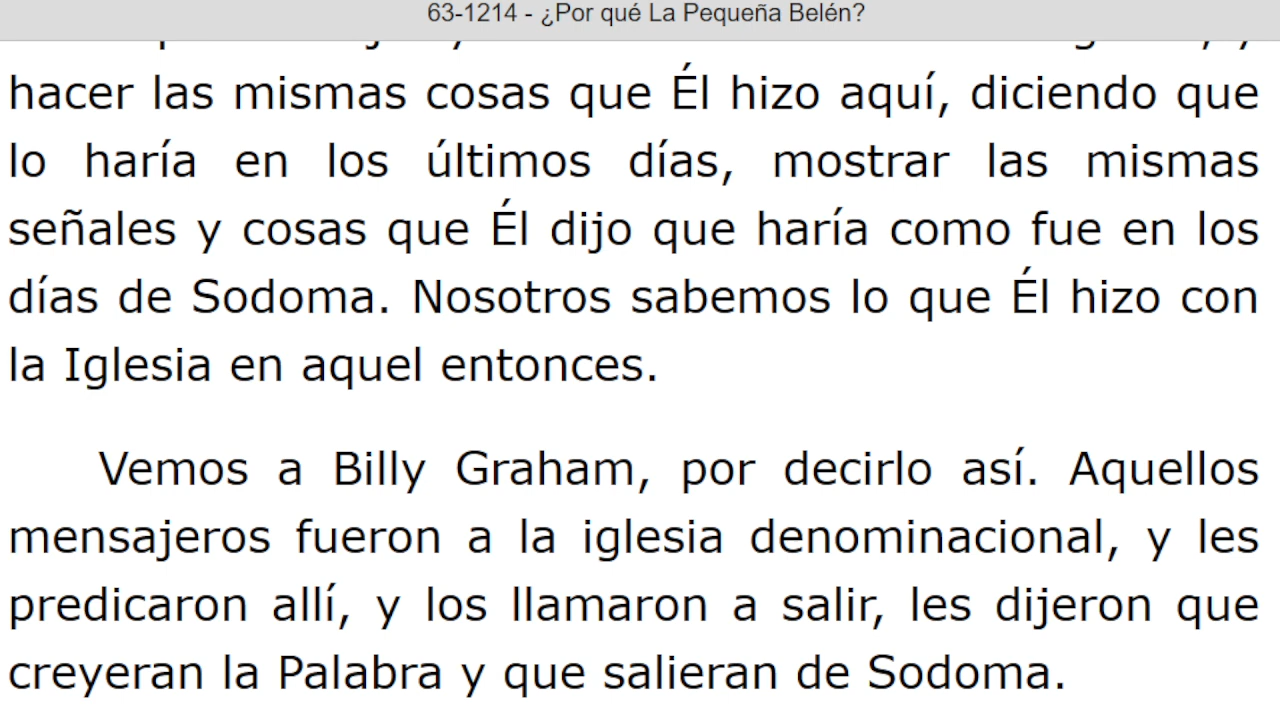 63-1214 - ¿Por qué La Pequeña Belén?
hacer las mismas cosas que Él hizo aquí, diciendo que
lo haría en los últimos días, mostrar las mismas
señales y cosas que Él dijo que haría como fue en los
días de Sodoma. Nosotros sabemos lo que Él hizo con
la Iglesia en aquel entonces.
Vemos a Billy Graham, por decirlo así. Aquellos
mensajeros fueron a la iglesia denominacional, y les
predicaron allí, y los llamaron a salir, les dijeron que
creyeran la Palabra y que salieran de Sodoma.